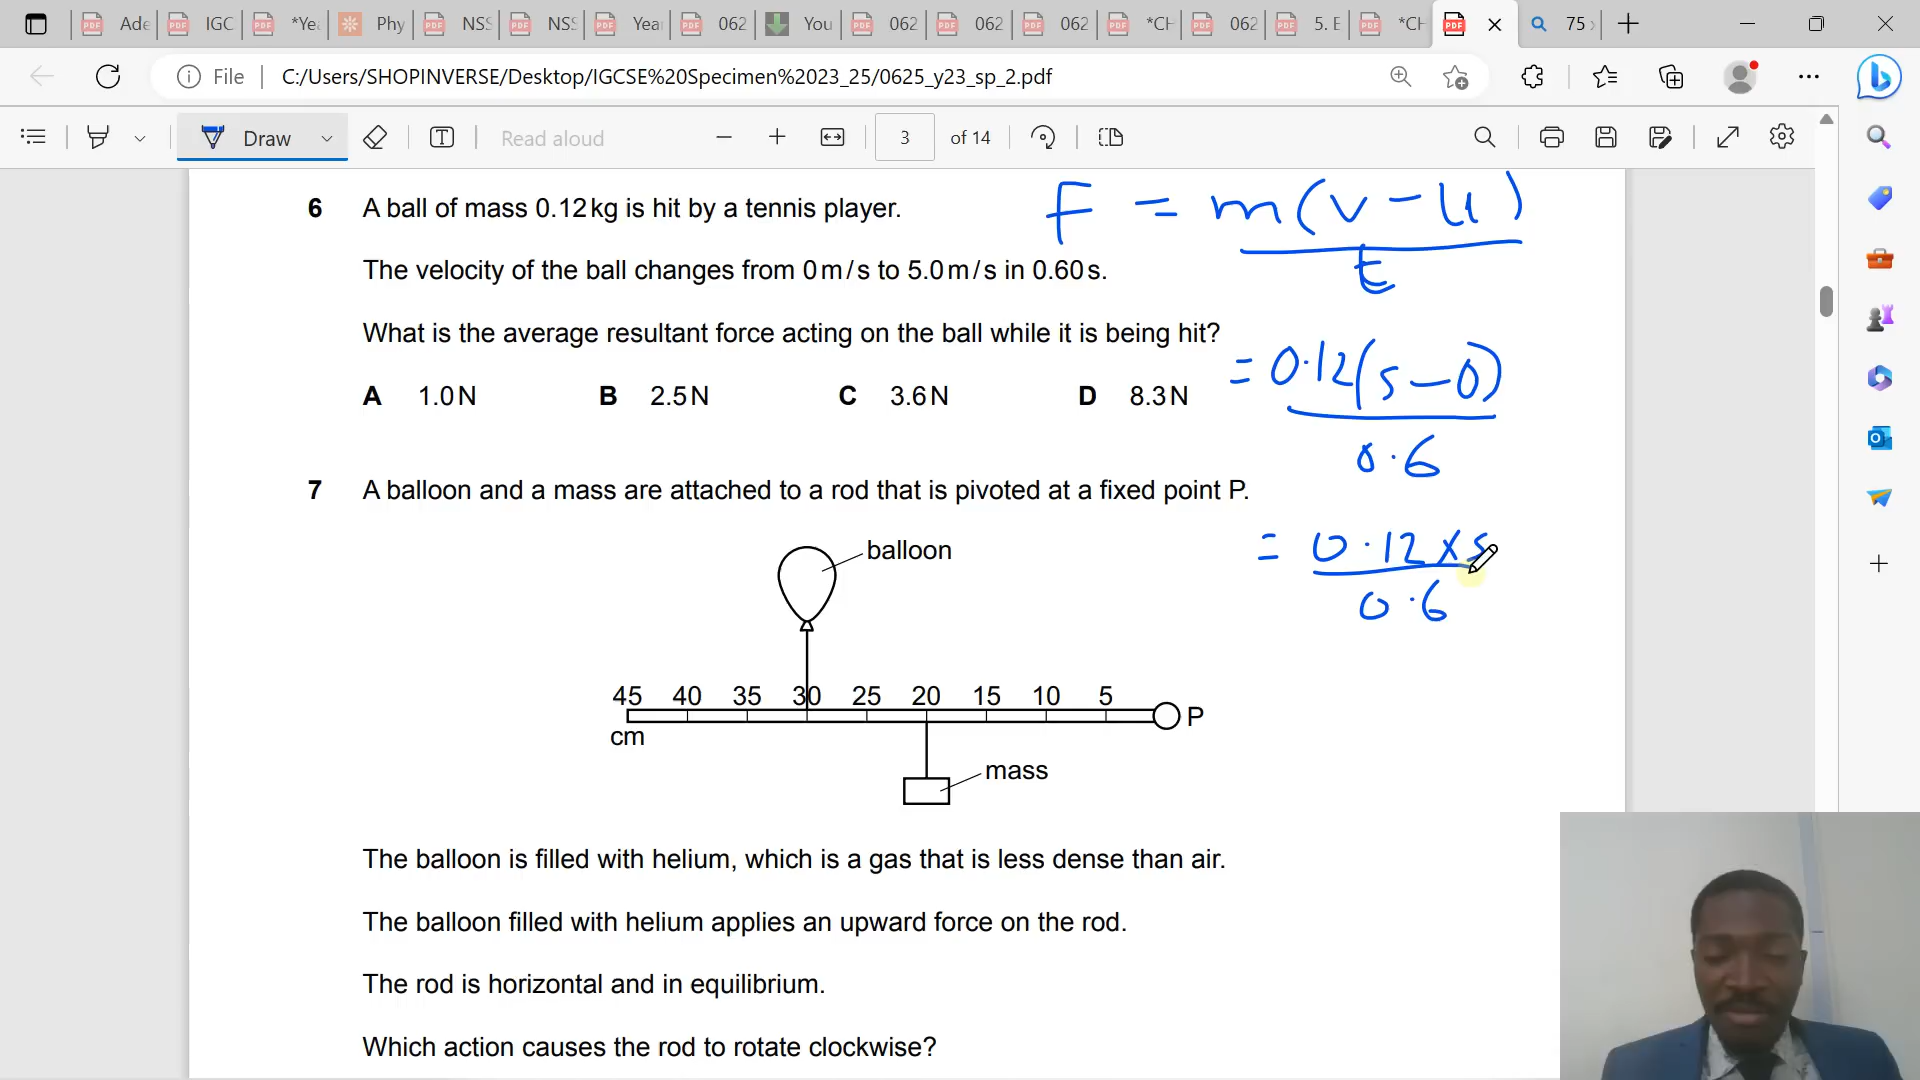 Ade
IGC
*Yea
Phy
NSS
NSS
Year
062
You
062
062
062
*CH
062
5. E
*CH
75
File
C:/Users/SHOPINVERSE/Desktop/IGCSE%20Specimen%2023_25/0625_y23_sp_2.pdf
Draw
Read aloud
3
of 14
6 A ball of mass 0.12 kg is hit by a tennis player.
F = m(v - u)
t
The velocity of the ball changes from 0 m / s to 5.0 m / s in 0.60 s.
What is the average resultant force acting on the ball while it is being hit?
= 0.12(5 - 0)
0.6
A 1.0 N B 2.5 N C 3.6 N D 8.3 N
7 A balloon and a mass are attached to a rod that is pivoted at a fixed point P.
= 0.12 x 5
0.6
balloon
45 40 35 30 25 20 15 10 5
P
cm
mass
The balloon is filled with helium, which is a gas that is less dense than air.
The balloon filled with helium applies an upward force on the rod.
The rod is horizontal and in equilibrium.
Which action causes the rod to rotate clockwise?